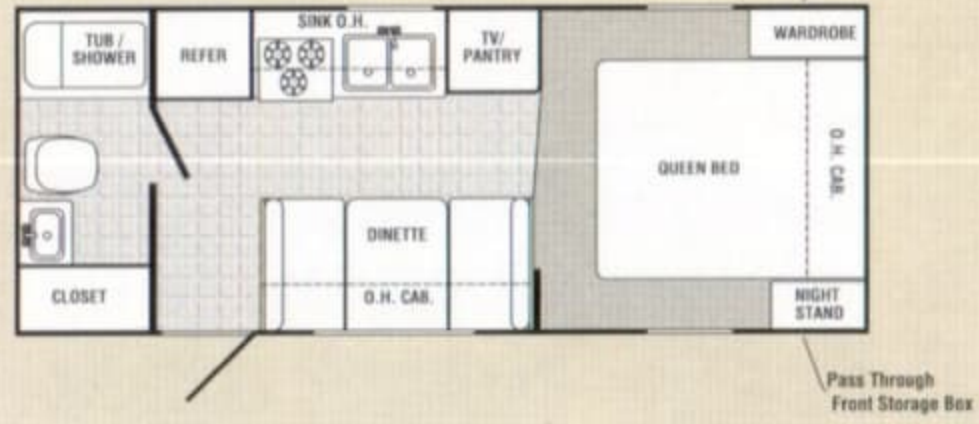 SINK O.H.
TUB /
SHOWER
REFER
TV/
PANTRY
WARDROBE
QUEEN BED
O.H. CAB.
DINETTE
O.H. CAB.
CLOSET
NIGHT
STAND
Pass Through
Front Storage Box